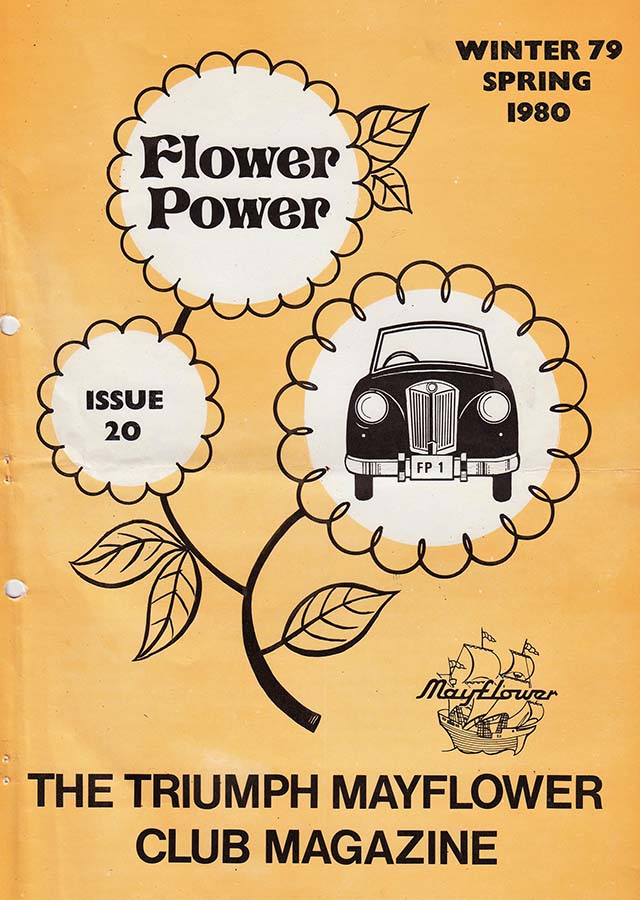 WINTER 79
SPRING
1980
Flower
Power
ISSUE
20
FP 1
Mayflower
THE TRIUMPH MAYFLOWER
CLUB MAGAZINE